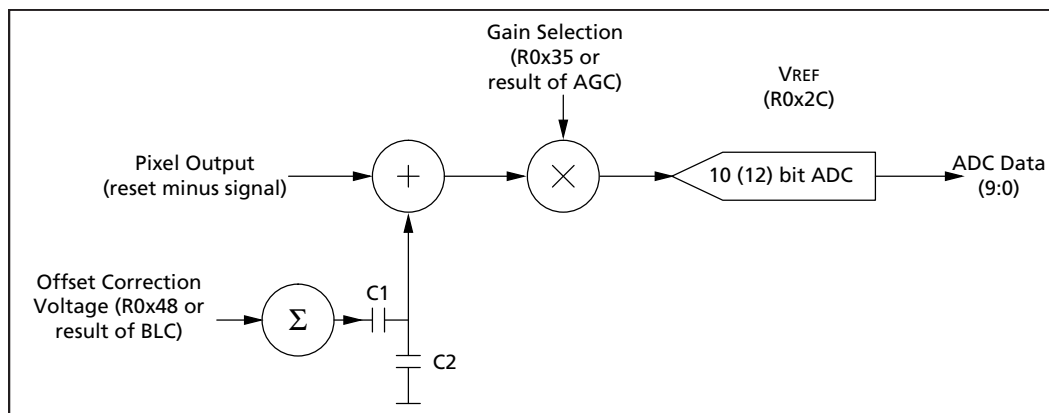 Gain Selection
(R0x35 or
result of AGC)
VREF
(R0x2C)
Pixel Output
(reset minus signal)
+
×
10 (12) bit ADC
ADC Data
(9:0)
Offset Correction
Voltage (R0x48 or
result of BLC)
Σ
C1
C2